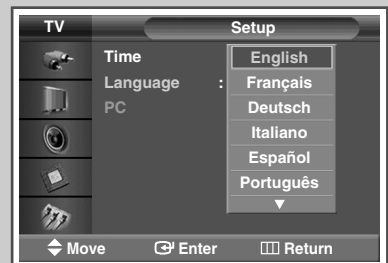 TV Setup
Time English
Language : Français
PC Deutsch
Italiano
Español
Português
Move Enter Return